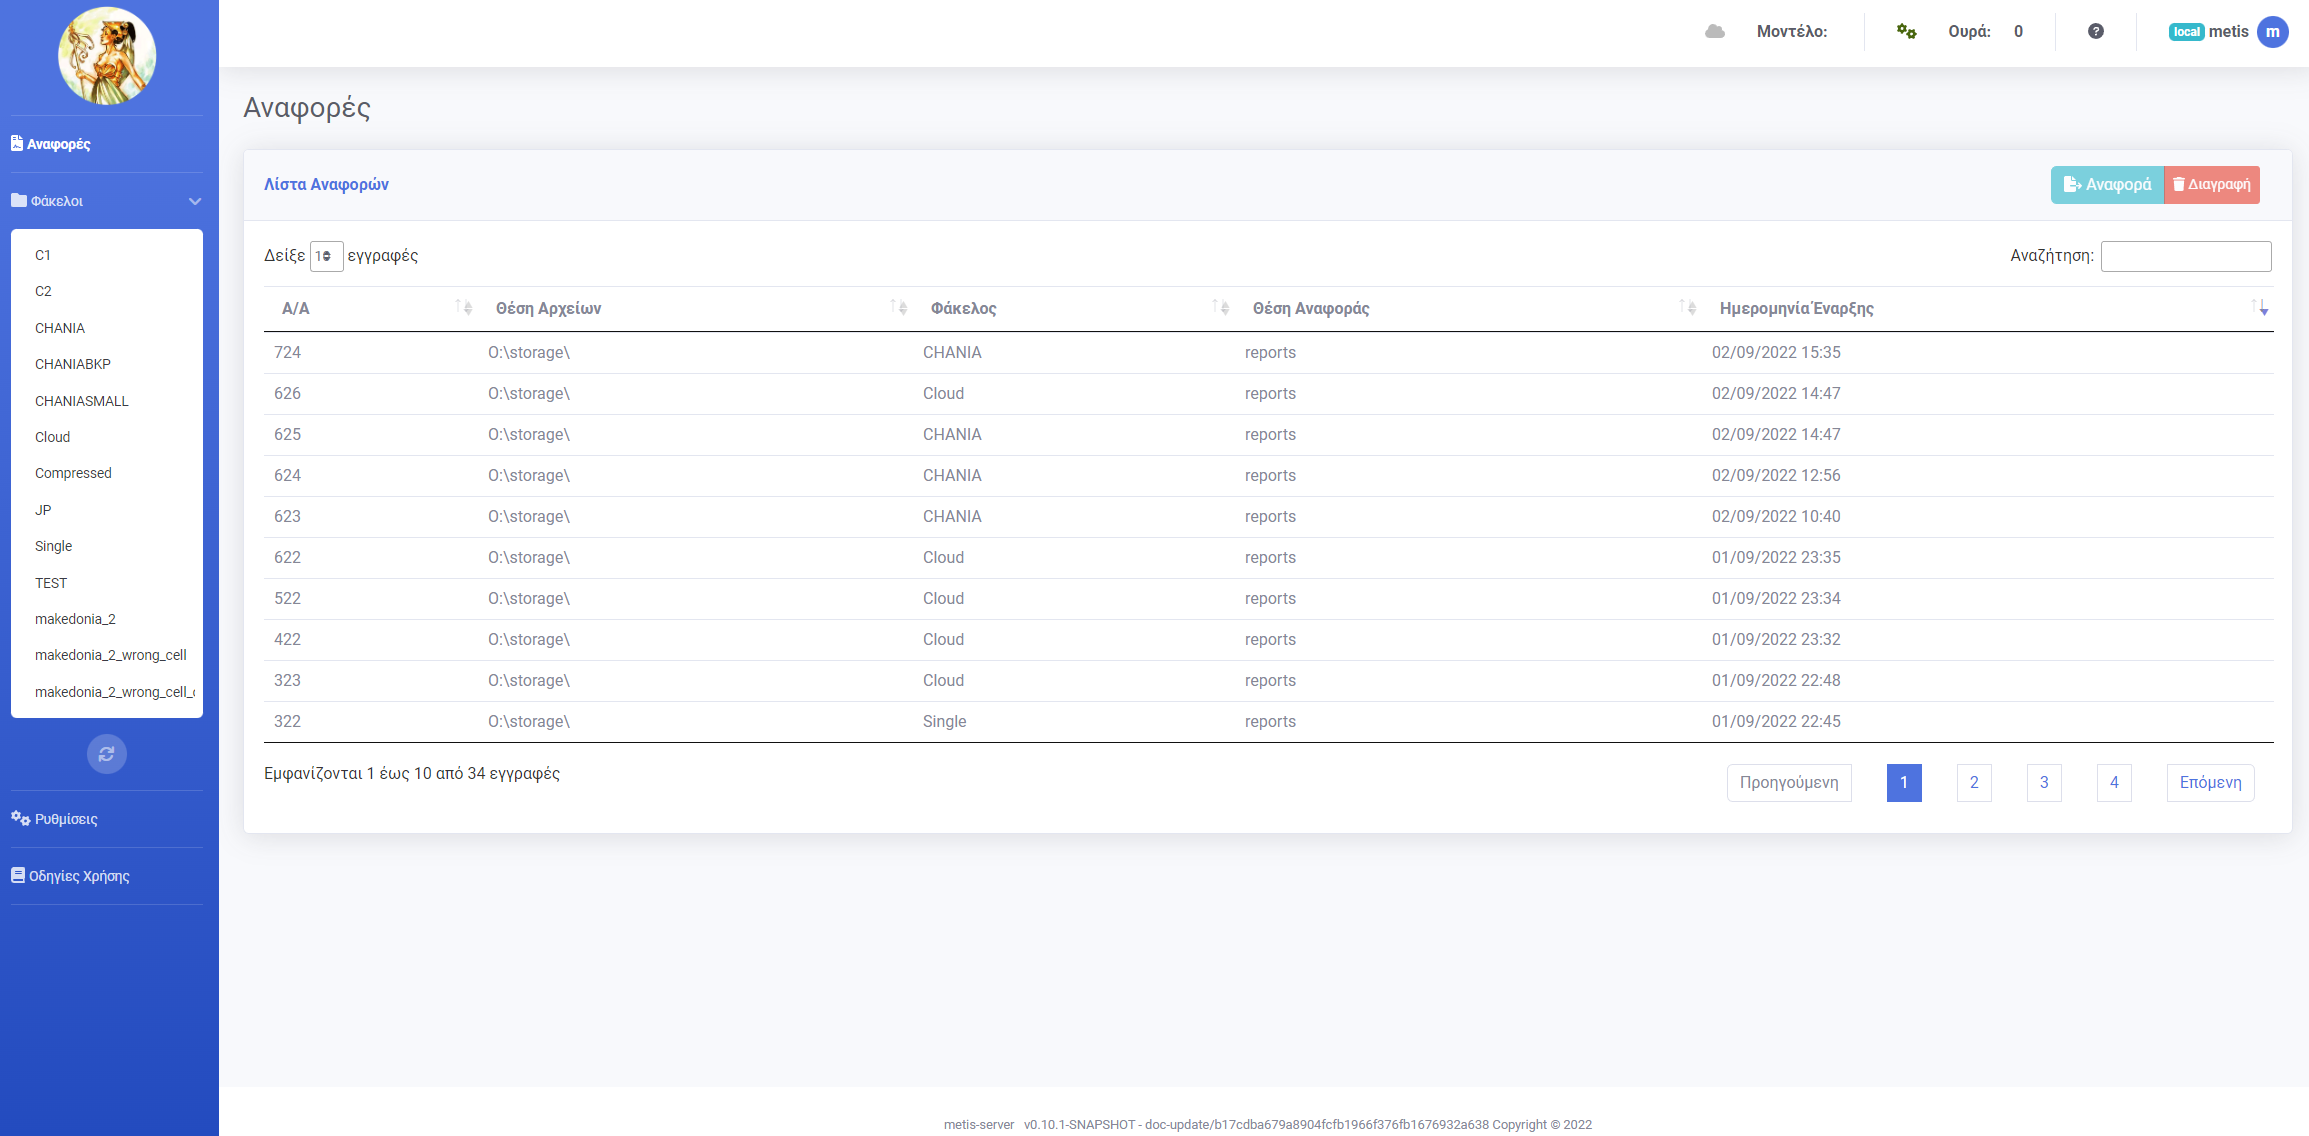 Μοντέλο:
Ουρά: 0
local metis m
Αναφορές
Φάκελοι
C1
C2
CHANIA
CHANIABKP
CHANIASMALL
Cloud
Compressed
JP
Single
TEST
makedonia_2
makedonia_2_wrong_cell
makedonia_2_wrong_cell_
Ρυθμίσεις
Οδηγίες Χρήσης
Αναφορές
Λίστα Αναφορών
Αναφορά Διαγραφή
Δείξε 1 εγγραφές
Αναζήτηση:
Α/Α Θέση Αρχείων Φάκελος Θέση Αναφοράς Ημερομηνία Έναρξης
724 O:\storage\ CHANIA reports 02/09/2022 15:35
626 O:\storage\ Cloud reports 02/09/2022 14:47
625 O:\storage\ CHANIA reports 02/09/2022 14:47
624 O:\storage\ CHANIA reports 02/09/2022 12:56
623 O:\storage\ CHANIA reports 02/09/2022 10:40
622 O:\storage\ Cloud reports 01/09/2022 23:35
522 O:\storage\ Cloud reports 01/09/2022 23:34
422 O:\storage\ Cloud reports 01/09/2022 23:32
323 O:\storage\ Cloud reports 01/09/2022 22:48
322 O:\storage\ Single reports 01/09/2022 22:45
Εμφανίζονται 1 έως 10 από 34 εγγραφές
Προηγούμενη 1 2 3 4 Επόμενη
metis-server v0.10.1-SNAPSHOT - doc-update/b17cdba679a8904fcfb1966f376fb1676932a638 Copyright © 2022